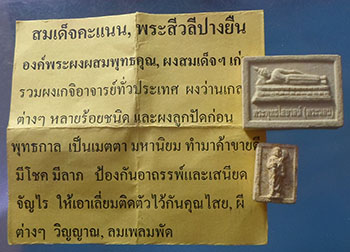 สมเด็จคะแนน, พระสีวลีปางยืน
องค์พระผงผสมพุทธคุณ, ผงสมเด็จฯ เก่
รวมผงเกจิอาจารย์ทั่วประเทศ ผงว่านเกส
ต่างๆ หลายร้อยชนิด และผงลูกปัดก่อน
พุทธกาล เป็นเมตตา มหานิยม ทำมาค้าขายดี
มีโชค มีลาภ ป้องกันอาถรรพ์และเสนียด
จัญไร ให้เอาเลี่ยมติดตัวไว้กันคุณไสย, ผี
ต่างๆ วิญญาณ, ลมเพลมพัด